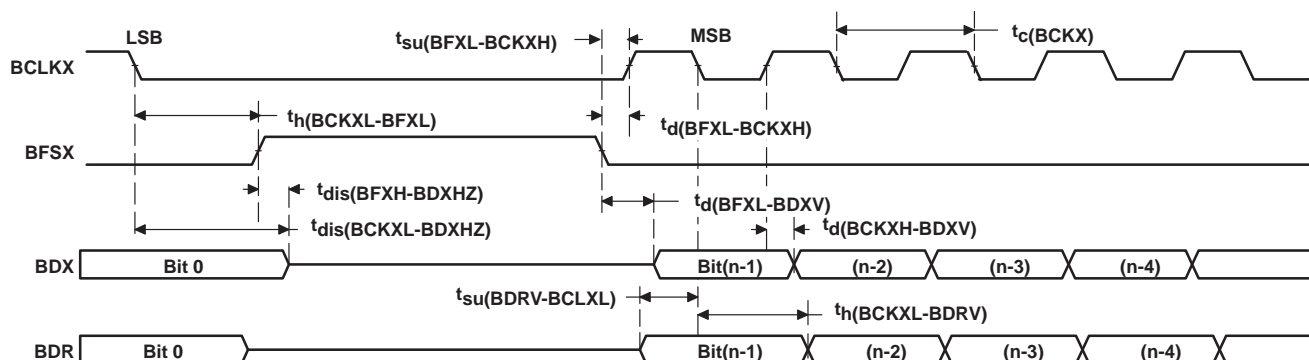 LSB
tsu(BFXL-BCKXH)
MSB
tc(BCKX)
BCLKX
th(BCKXL-BFXL)
td(BFXL-BCKXH)
BFSX
tdis(BFXH-BDXHZ)
td(BFXL-BDXV)
tdis(BCKXL-BDXHZ)
td(BCKXH-BDXV)
BDX
Bit 0
Bit(n-1)
(n-2)
(n-3)
(n-4)
tsu(BDRV-BCLXL)
th(BCKXL-BDRV)
BDR
Bit 0
Bit(n-1)
(n-2)
(n-3)
(n-4)